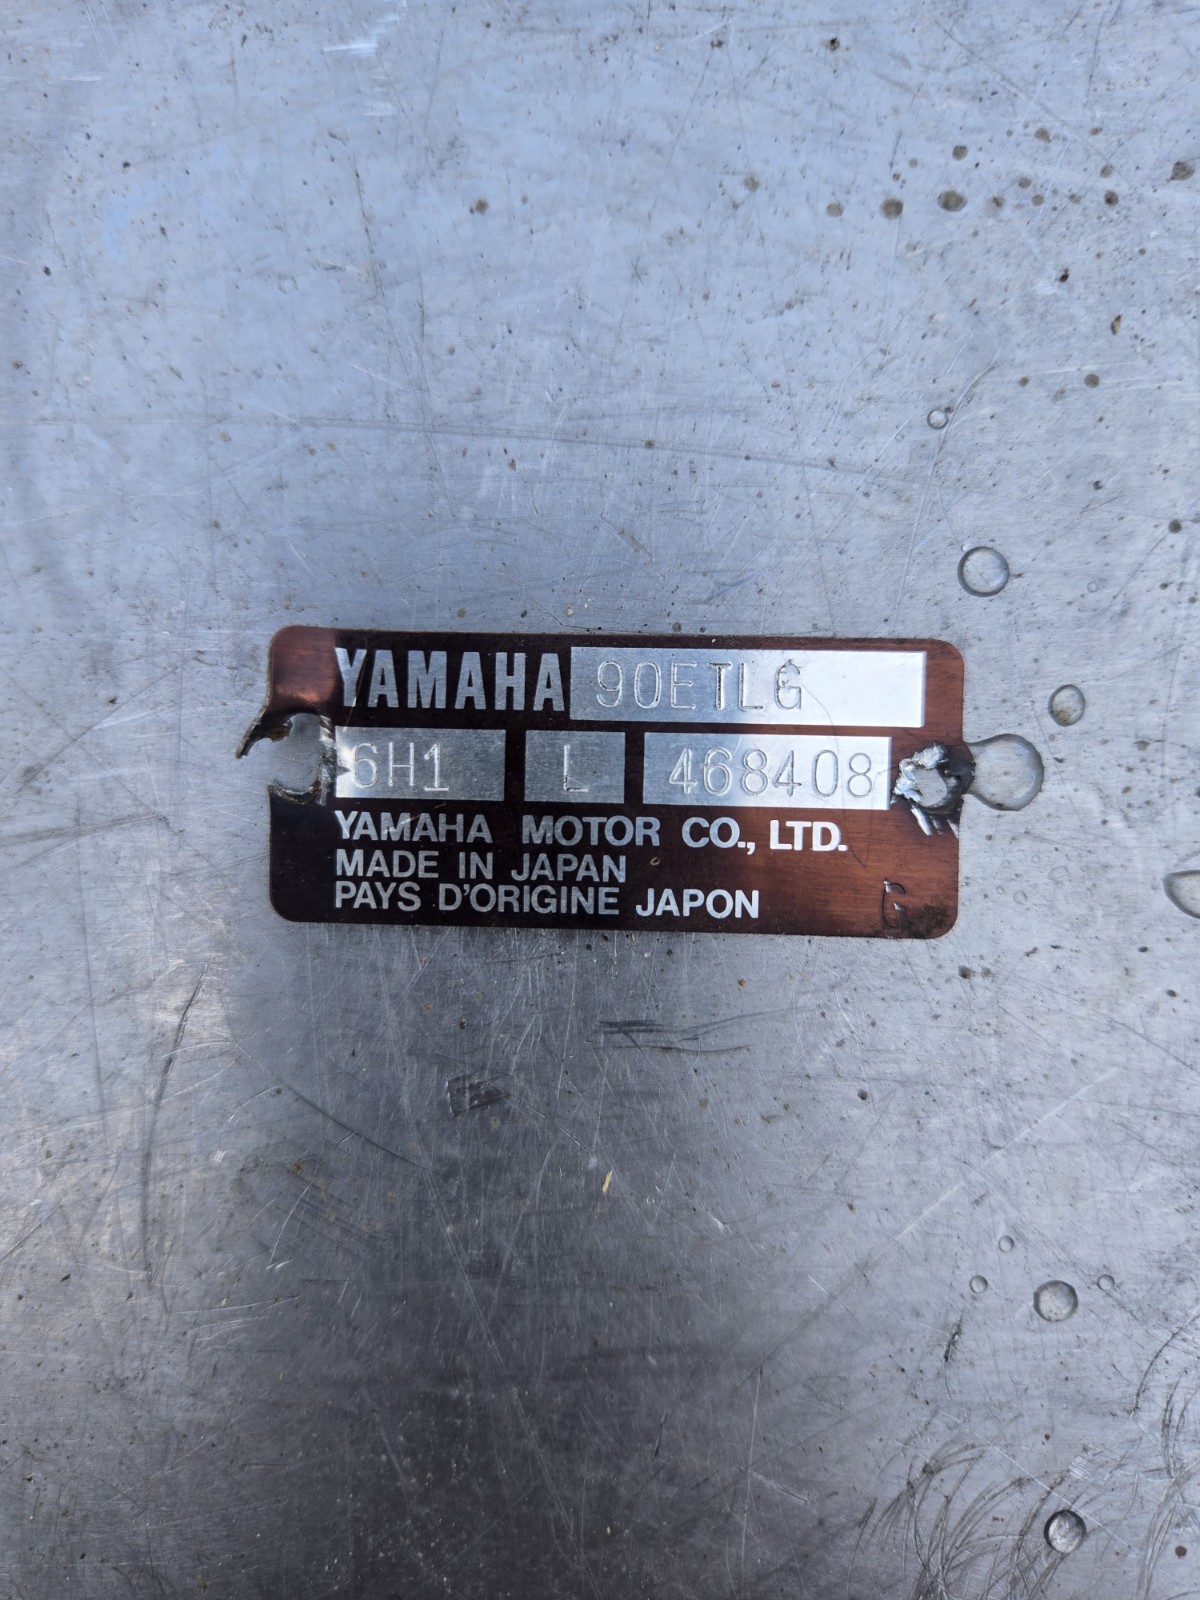 YAMAHA 90ETLG
6H1 L 468408
YAMAHA MOTOR CO., LTD.
MADE IN JAPAN
PAYS D'ORIGINE JAPON
G